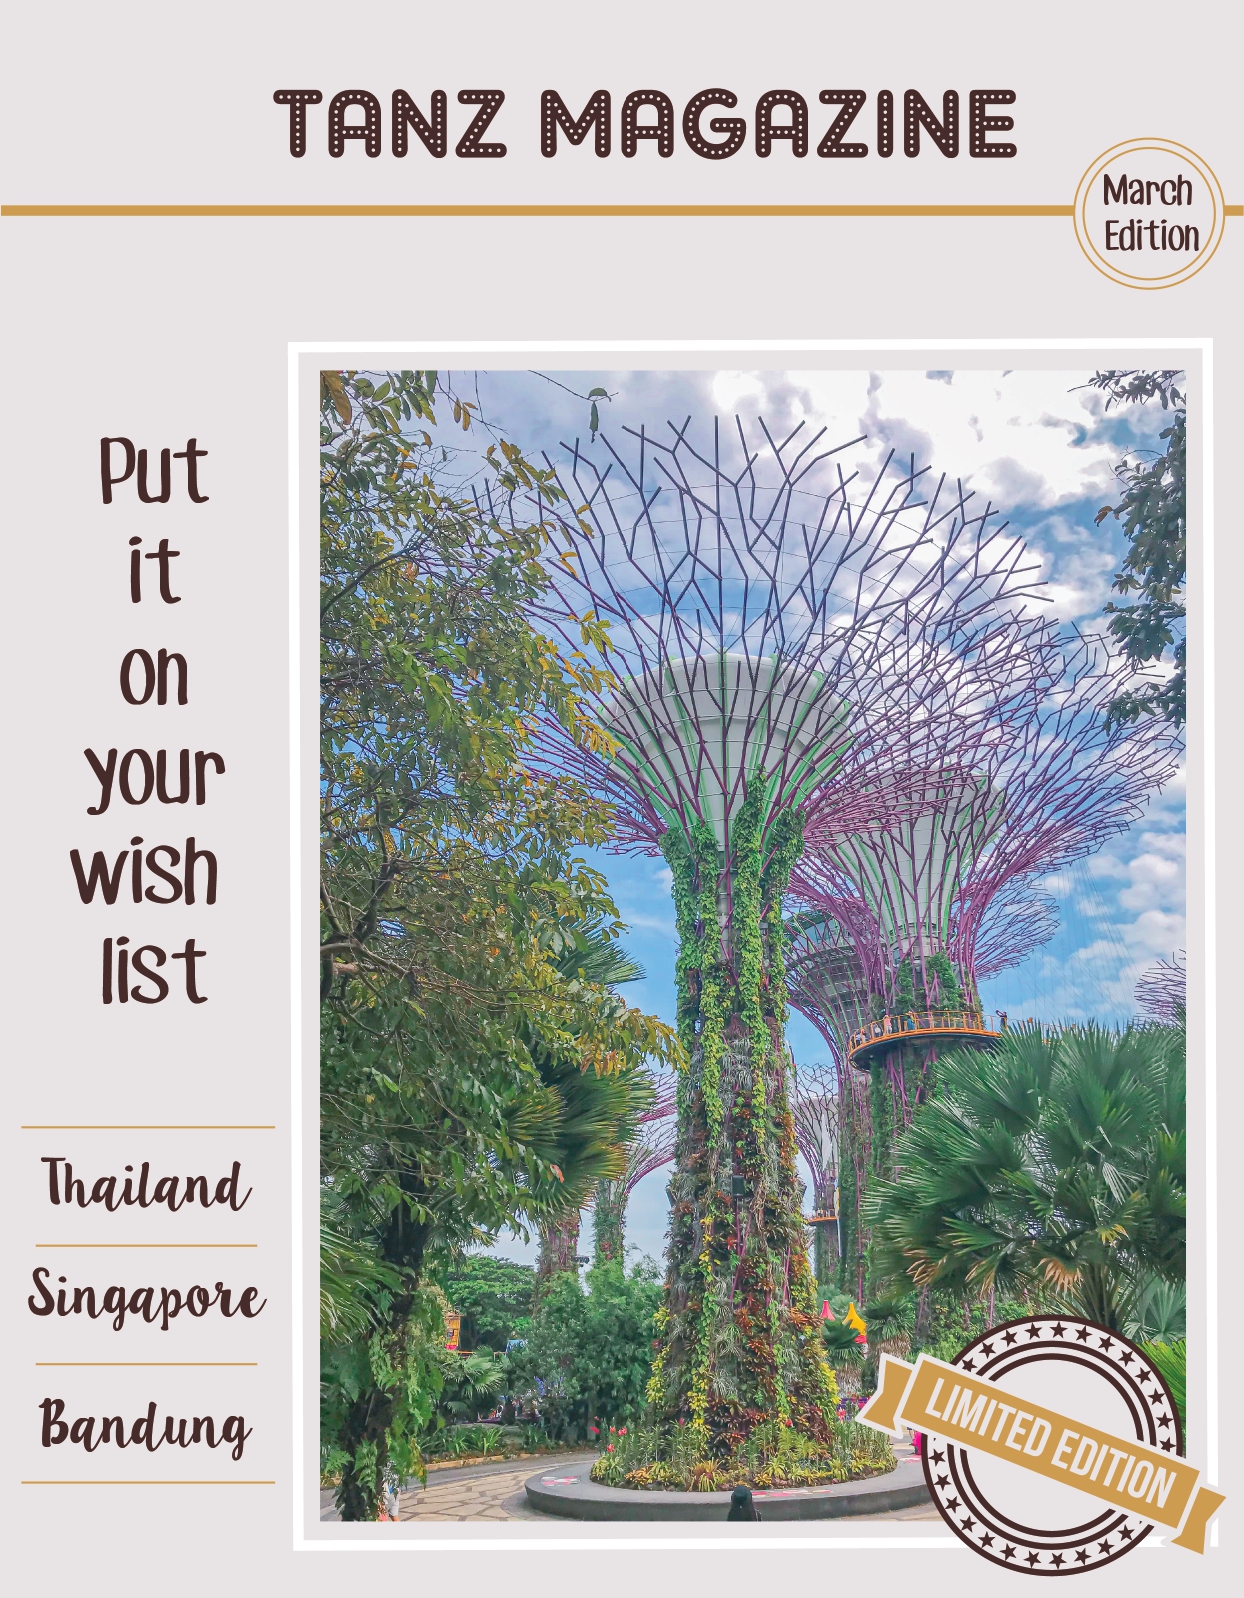 TANZ MAGAZINE
March
Edition
Put
it
on
your
wish
list
Thailand
Singapore
Bandung
LIMITED EDITION